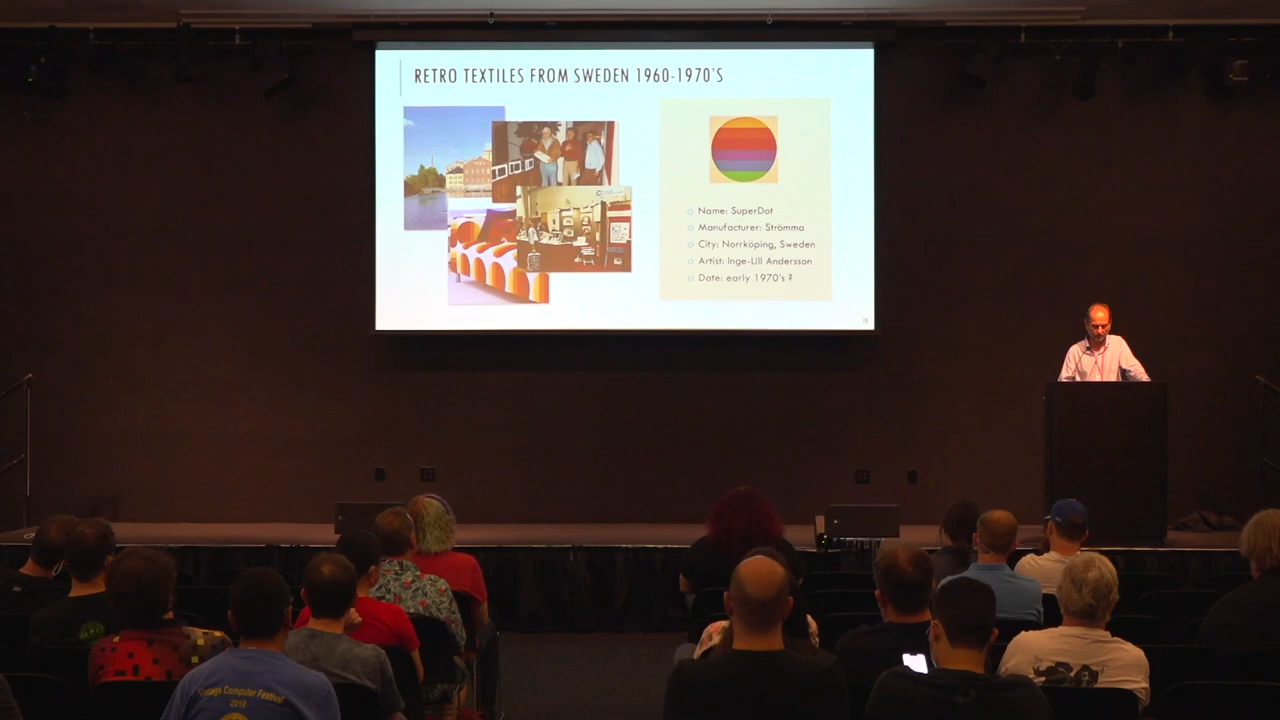 RETRO TEXTILES FROM SWEDEN 1960-1970'S
Name: SuperDot
Manufacturer: Strömma
City: Norrköping, Sweden
Artist: Inge-Lill Andersson
Date: early 1970's ?
Vintage Computer Festival
2019